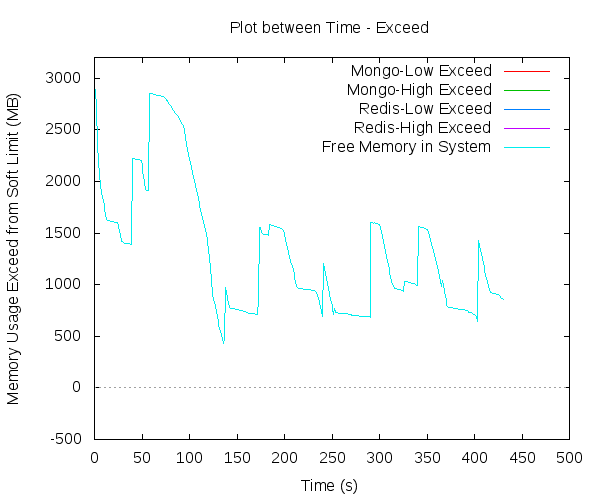 Plot between Time - Exceed
Memory Usage Exceed from Soft Limit (MB)
3000
2500
2000
1500
1000
500
0
-500
Mongo-Low Exceed
Mongo-High Exceed
Redis-Low Exceed
Redis-High Exceed
Free Memory in System
0 50 100 150 200 250 300 350 400 450 500
Time (s)